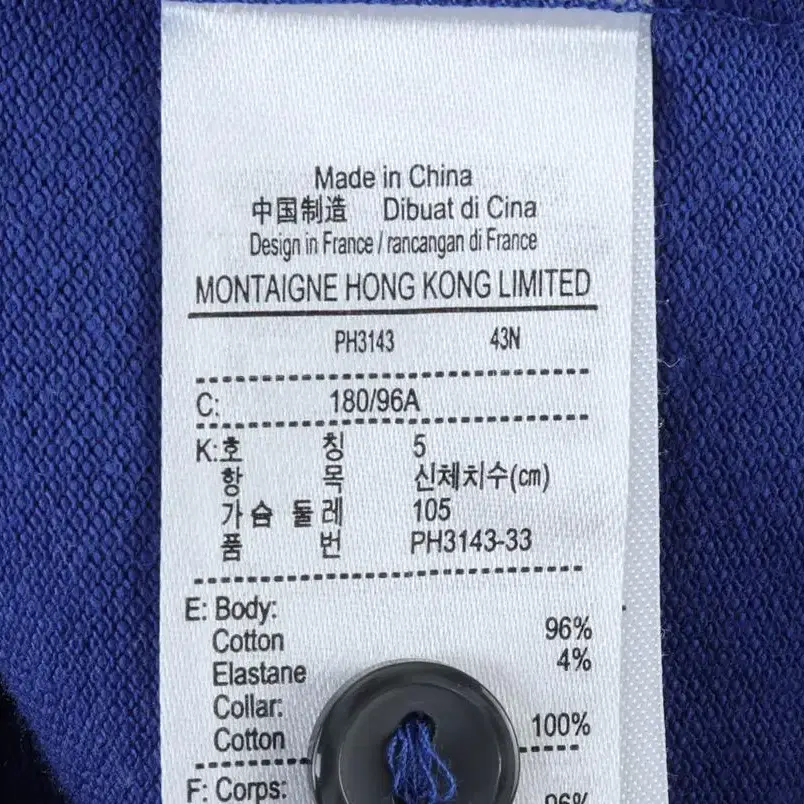 Made in China
中国制造 Dibuat di Cina
Design in France / rancangan di France
MONTAIGNE HONG KONG LIMITED
PH3143 43N
C: 180/96A
K:호 칭 5
항 목 신체치수(cm)
가슴 둘레 105
품 번 PH3143-33
E: Body:
Cotton 96%
Elastane 4%
Collar:
Cotton 100%
F: Corps:
96%